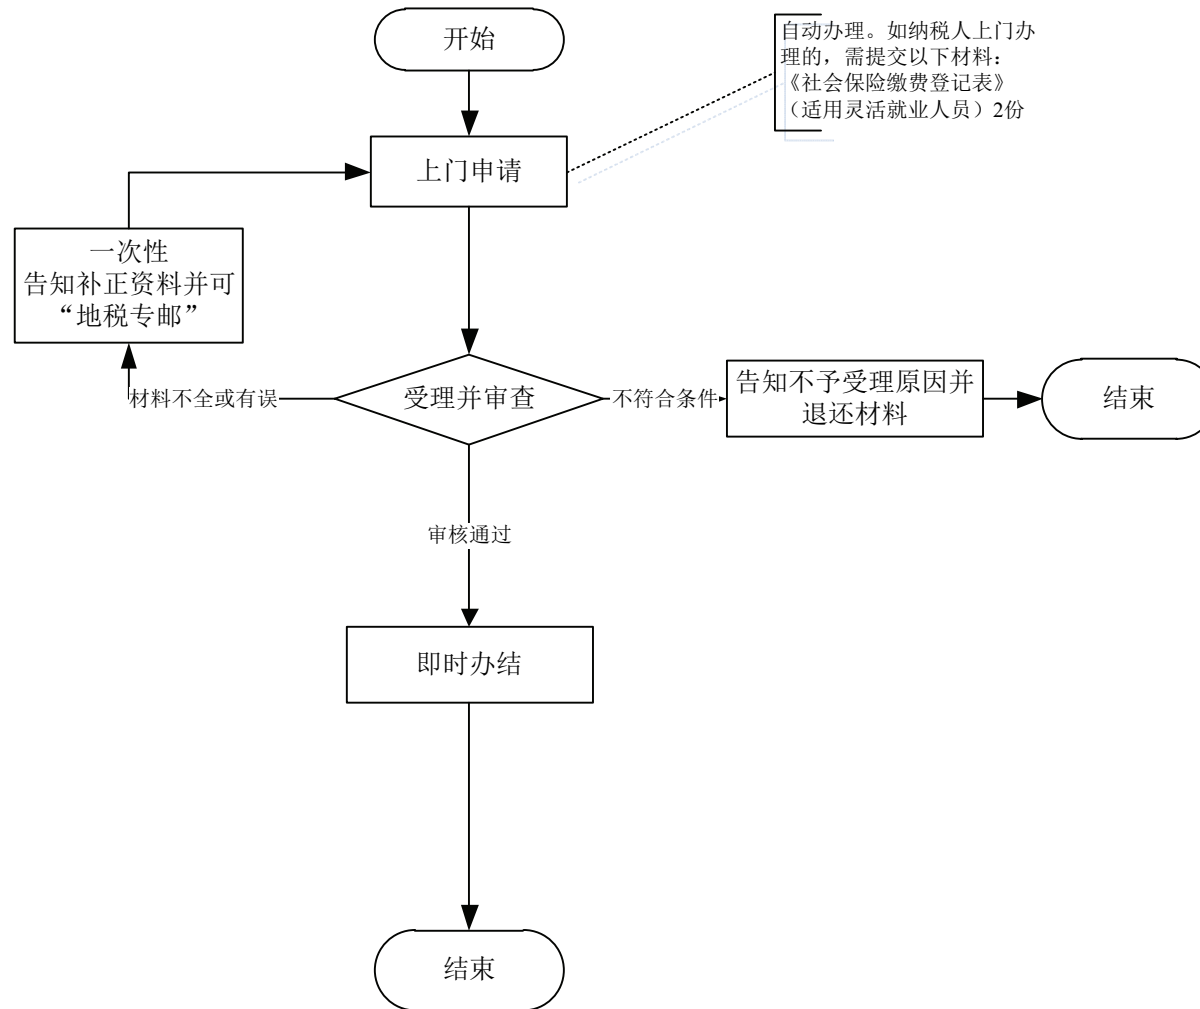 开始
自动办理。如纳税人上门办
理的，需提交以下材料：
《社会保险缴费登记表》
（适用灵活就业人员）2份
上门申请
一次性
告知补正资料并可
“地税专邮”
材料不全或有误
受理并审查
不符合条件
告知不予受理原因并
退还材料
结束
审核通过
即时办结
结束